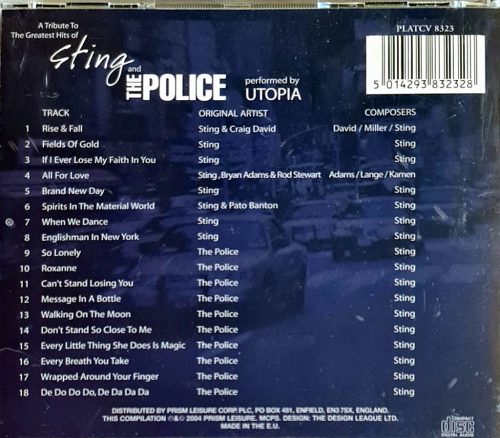 A Tribute To
The Greatest Hits of
Sting and
THE POLICE performed by UTOPIA
PLATCV 8323
5 014293 832328
TRACK ORIGINAL ARTIST COMPOSERS
1 Rise & Fall Sting & Craig David David / Miller / Sting
2 Fields Of Gold Sting Sting
3 If I Ever Lose My Faith In You Sting Sting
4 All For Love Sting, Bryan Adams & Rod Stewart Adams / Lange / Kamen
5 Brand New Day Sting Sting
6 Spirits In The Material World Sting & Pato Banton Sting
7 When We Dance Sting Sting
8 Englishman In New York Sting Sting
9 So Lonely The Police Sting
10 Roxanne The Police Sting
11 Can't Stand Losing You The Police Sting
12 Message In A Bottle The Police Sting
13 Walking On The Moon The Police Sting
14 Don't Stand So Close To Me The Police Sting
15 Every Little Thing She Does Is Magic The Police Sting
16 Every Breath You Take The Police Sting
17 Wrapped Around Your Finger The Police Sting
18 De Do Do Do, De Da Da Da The Police Sting
DISTRIBUTED BY PRISM LEISURE CORP. PLC, PO BOX 481, ENFIELD, EN37SX, ENGLAND.
THIS COMPILATION ℗&© 2004 PRISM LEISURE. MCPS. DESIGN: THE DESIGN LEAGUE LTD.
MADE IN THE E.U.
COMPACT
disc
DIGITAL AUDIO